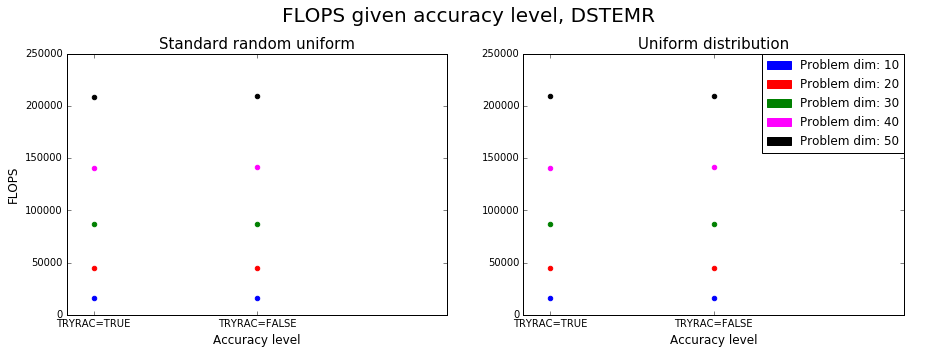 FLOPS given accuracy level, DSTEMR
Standard random uniform
250000
200000
150000
100000
50000
0
FLOPS
TRYRAC=TRUE
TRYRAC=FALSE
Accuracy level
Uniform distribution
250000
200000
150000
100000
50000
0
TRYRAC=TRUE
TRYRAC=FALSE
Accuracy level
Problem dim: 10
Problem dim: 20
Problem dim: 30
Problem dim: 40
Problem dim: 50